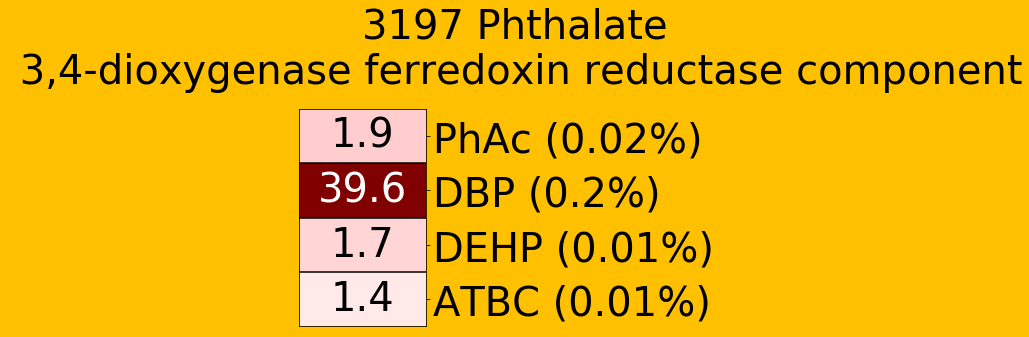 3197 Phthalate
3,4-dioxygenase ferredoxin reductase component
1.9 PhAc (0.02%)
39.6 DBP (0.2%)
1.7 DEHP (0.01%)
1.4 ATBC (0.01%)